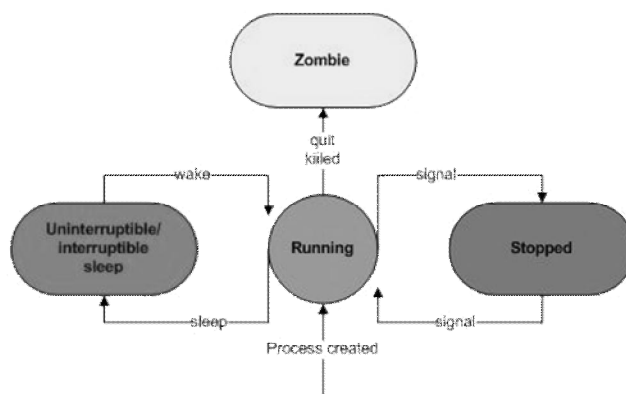 Zombie
quit
killed
wake
signal
Uninterruptible/
interruptible
sleep
Running
Stopped
sleep
signal
Process created